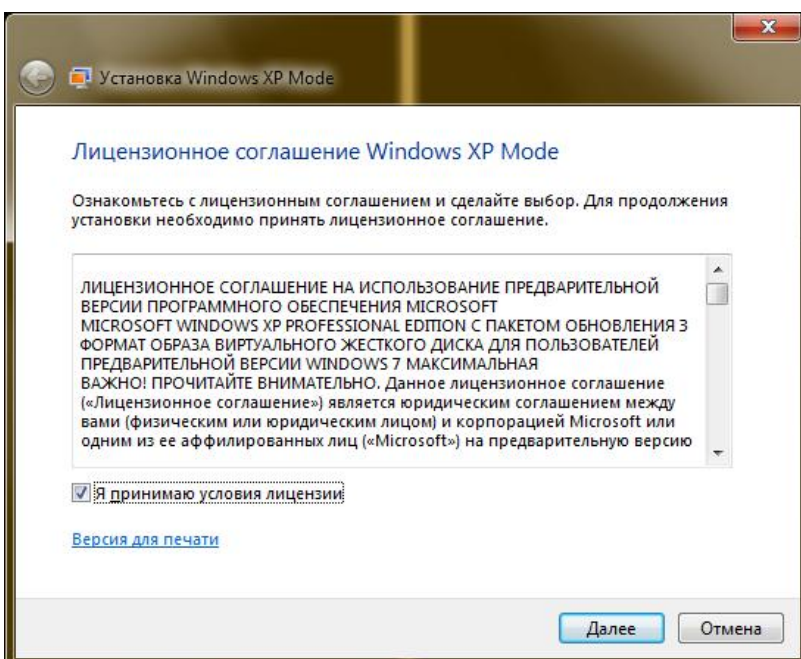 Установка Windows XP Mode
Лицензионное соглашение Windows XP Mode
Ознакомьтесь с лицензионным соглашением и сделайте выбор. Для продолжения
установки необходимо принять лицензионное соглашение.
ЛИЦЕНЗИОННОЕ СОГЛАШЕНИЕ НА ИСПОЛЬЗОВАНИЕ ПРЕДВАРИТЕЛЬНОЙ
ВЕРСИИ ПРОГРАММНОГО ОБЕСПЕЧЕНИЯ MICROSOFT
MICROSOFT WINDOWS XP PROFESSIONAL EDITION С ПАКЕТОМ ОБНОВЛЕНИЯ 3
ФОРМАТ ОБРАЗА ВИРТУАЛЬНОГО ЖЕСТКОГО ДИСКА ДЛЯ ПОЛЬЗОВАТЕЛЕЙ
ПРЕДВАРИТЕЛЬНОЙ ВЕРСИИ WINDOWS 7 МАКСИМАЛЬНАЯ
ВАЖНО! ПРОЧИТАЙТЕ ВНИМАТЕЛЬНО. Данное лицензионное соглашение
(«Лицензионное соглашение») является юридическим соглашением между
вами (физическим или юридическим лицом) и корпорацией Microsoft или
одним из ее аффилированных лиц («Microsoft») на предварительную версию
Я принимаю условия лицензии
Версия для печати
Далее
Отмена